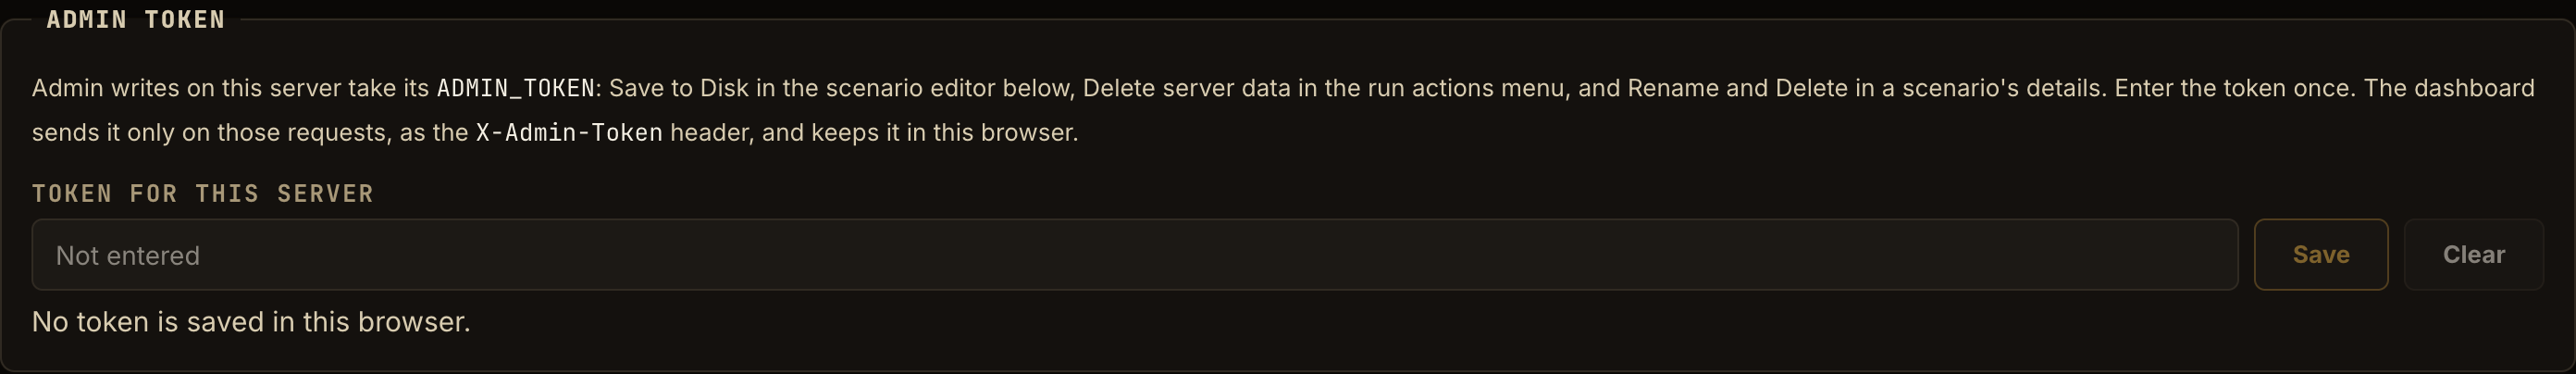 ADMIN TOKEN
Admin writes on this server take its ADMIN_TOKEN: Save to Disk in the scenario editor below, Delete server data in the run actions menu, and Rename and Delete in a scenario's details. Enter the token once. The dashboard
sends it only on those requests, as the X-Admin-Token header, and keeps it in this browser.
TOKEN FOR THIS SERVER
Not entered Save Clear
No token is saved in this browser.